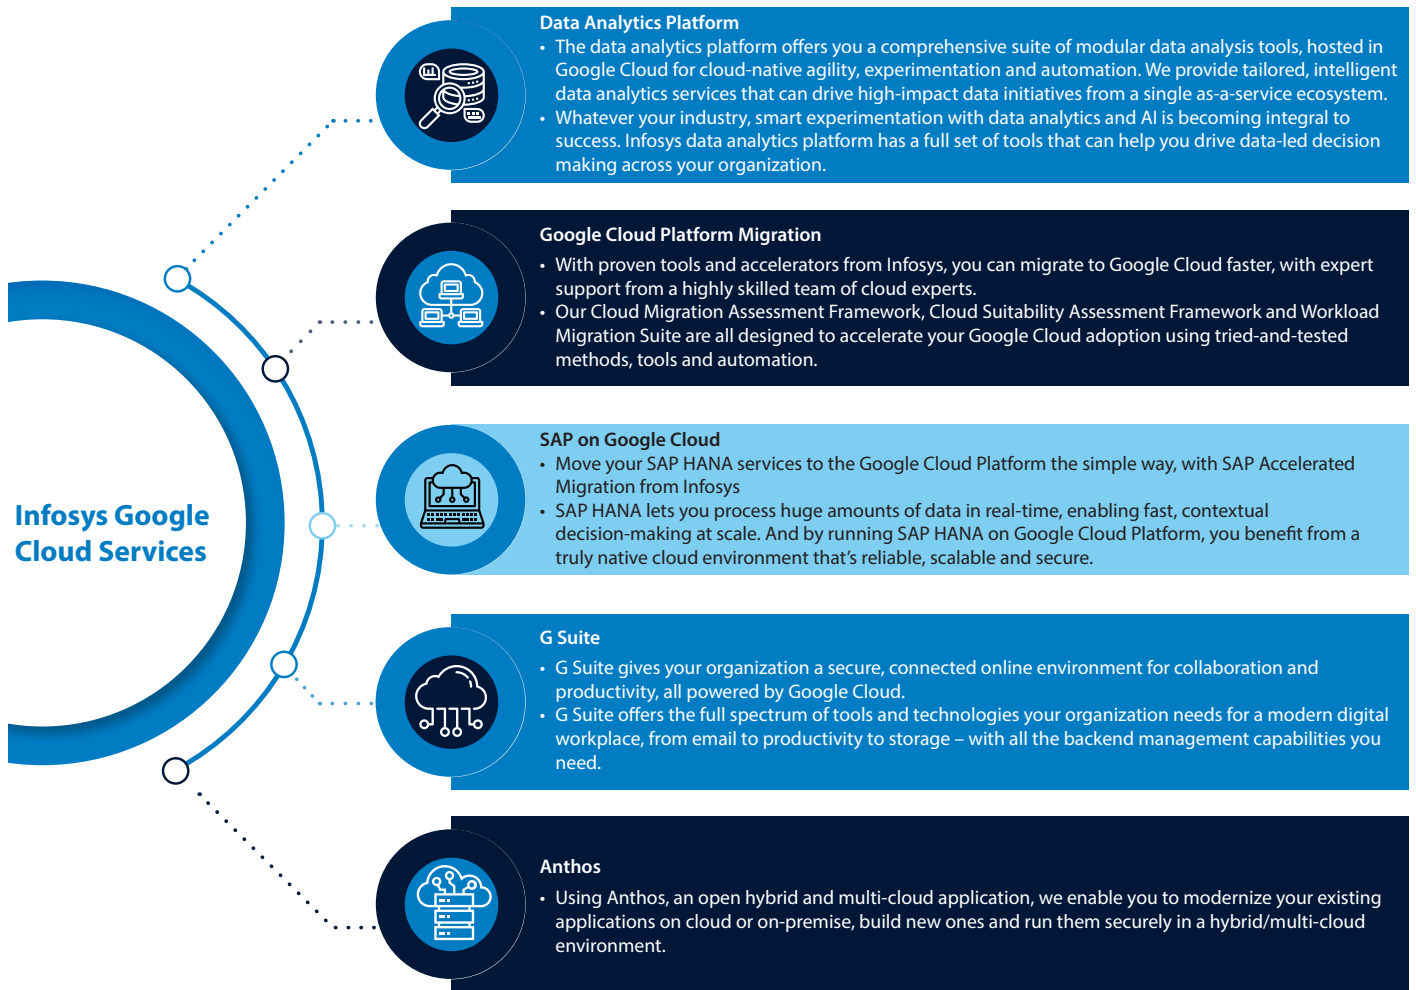 Infosys Google
Cloud Services
Data Analytics Platform
• The data analytics platform offers you a comprehensive suite of modular data analysis tools, hosted in
Google Cloud for cloud-native agility, experimentation and automation. We provide tailored, intelligent
data analytics services that can drive high-impact data initiatives from a single as-a-service ecosystem.
• Whatever your industry, smart experimentation with data analytics and AI is becoming integral to
success. Infosys data analytics platform has a full set of tools that can help you drive data-led decision
making across your organization.
Google Cloud Platform Migration
• With proven tools and accelerators from Infosys, you can migrate to Google Cloud faster, with expert
support from a highly skilled team of cloud experts.
• Our Cloud Migration Assessment Framework, Cloud Suitability Assessment Framework and Workload
Migration Suite are all designed to accelerate your Google Cloud adoption using tried-and-tested
methods, tools and automation.
SAP on Google Cloud
• Move your SAP HANA services to the Google Cloud Platform the simple way, with SAP Accelerated
Migration from Infosys
• SAP HANA lets you process huge amounts of data in real-time, enabling fast, contextual
decision-making at scale. And by running SAP HANA on Google Cloud Platform, you benefit from a
truly native cloud environment that's reliable, scalable and secure.
G Suite
• G Suite gives your organization a secure, connected online environment for collaboration and
productivity, all powered by Google Cloud.
• G Suite offers the full spectrum of tools and technologies your organization needs for a modern digital
workplace, from email to productivity to storage – with all the backend management capabilities you
need.
Anthos
• Using Anthos, an open hybrid and multi-cloud application, we enable you to modernize your existing
applications on cloud or on-premise, build new ones and run them securely in a hybrid/multi-cloud
environment.